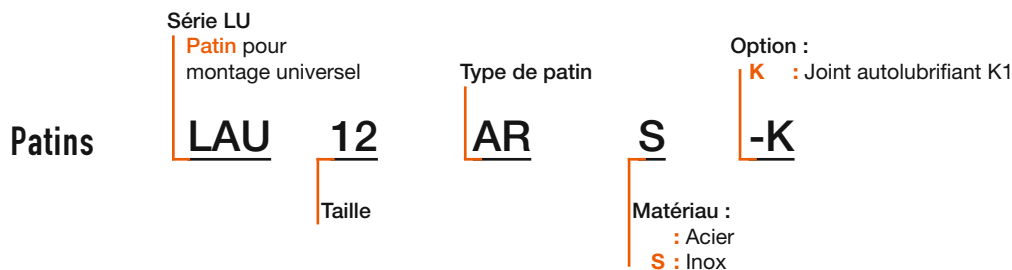 Série LU
Patin pour
montage universel
Type de patin
Option :
K : Joint autolubrifiant K1
Patins LAU 12 AR S -K
Taille
Matériau :
: Acier
S : Inox